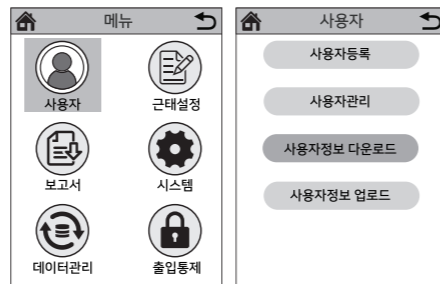 메뉴
사용자
근태설정
보고서
시스템
데이터관리
출입통제
사용자
사용자등록
사용자관리
사용자정보 다운로드
사용자정보 업로드